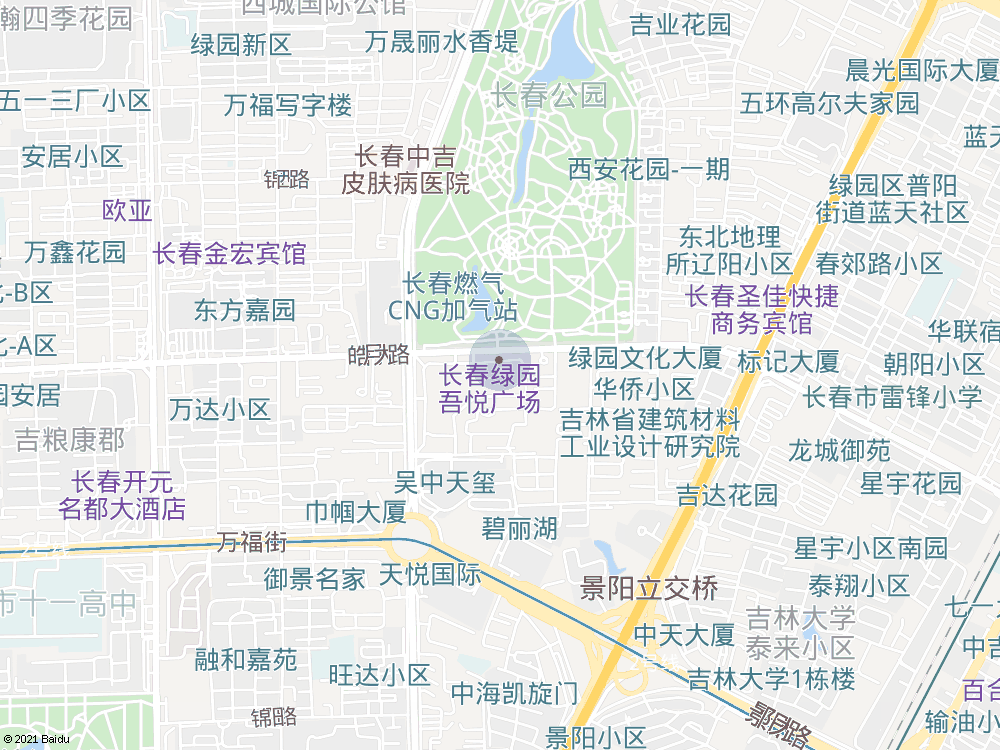 西城国际公馆
瀚四季花园
吉业花园
绿园新区
万晟丽水香堤
晨光国际大厦
五一三厂小区
万福写字楼
长春公园
五环高尔夫家园
蓝天
安居小区
长春中吉
皮肤病医院
西安花园-一期
锦西路
绿园区普阳
街道蓝天社区
欧亚
万鑫花园
长春金宏宾馆
东北地理
所辽阳小区
春郊路小区
北-B区
东方嘉园
长春燃气
CNG加气站
长春圣佳快捷
商务宾馆
华联宿
北-A区
皓月大路
绿园文化大厦
标记大厦
朝阳小区
长春绿园
吾悦广场
华侨小区
园安居
万达小区
长春市雷锋小学
吉林省建筑材料
工业设计研究院
吉粮康郡
龙城御苑
长春开元
名都大酒店
吴中天玺
吉达花园
星宇花园
巾帼大厦
碧丽湖
万福街
星宇小区南园
御景名家
天悦国际
景阳立交桥
泰翔小区
市十一高中
七一
吉林大学
泰来小区
中天大厦
中吉
融和嘉苑
旺达小区
中海凯旋门
吉林大学1栋楼
百合
锦西路
输油小
景阳小区
© 2021 Baidu